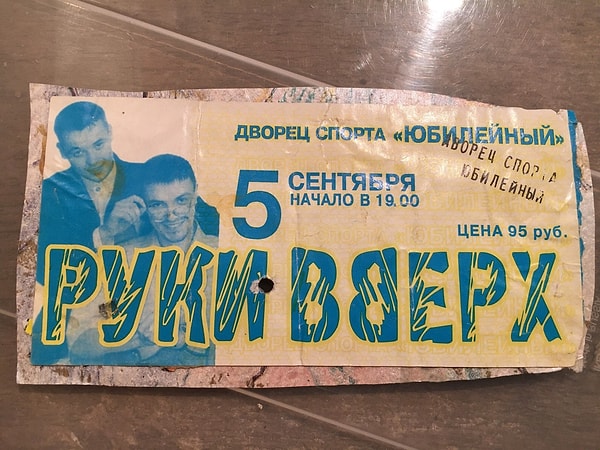 ДВОРЕЦ СПОРТА «ЮБИЛЕЙНЫЙ»
ДВОРЕЦ СПОРТА
ЮБИЛЕЙНЫЙ
5 СЕНТЯБРЯ
НАЧАЛО В 19.00
ЦЕНА 95 руб.
РУКИ ВВЕРХ